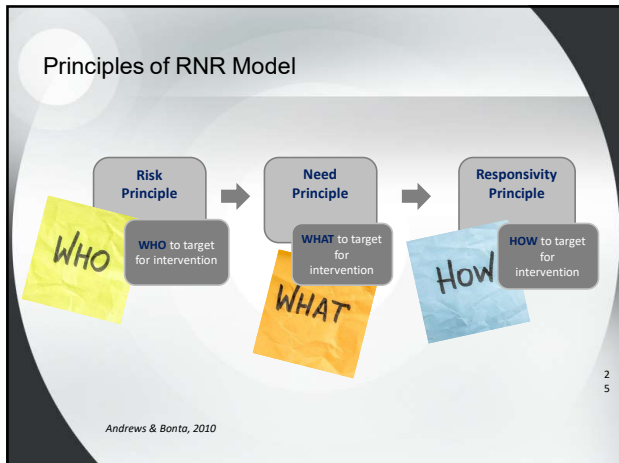 Principles of RNR Model
Risk
Principle
WHO to target
for intervention
WHO
Need
Principle
WHAT to target
for
intervention
WHAT
Responsivity
Principle
HOW to target
for
intervention
HOW
2
5
Andrews & Bonta, 2010